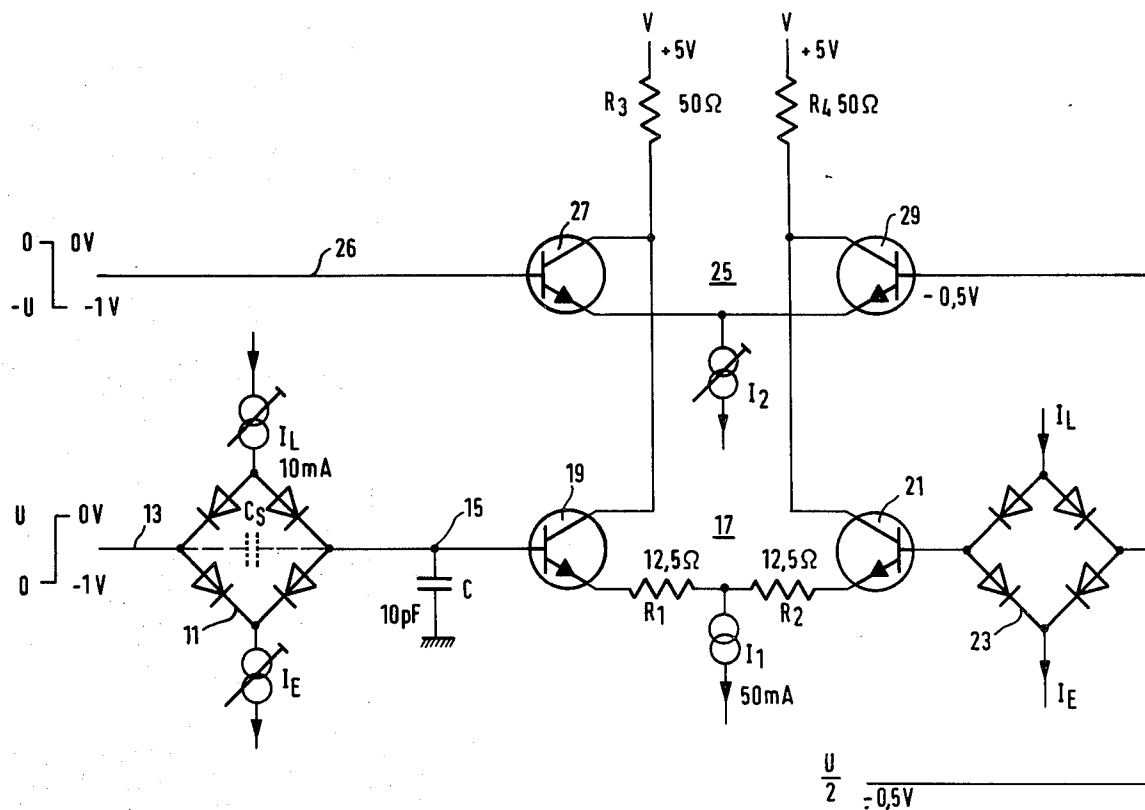 V
V
+5V
+5V
R3
50Ω
R4 50Ω
27
29
0
0V
26
25
-U
-1V
-0,5V
I2
IL
10mA
IL
19
21
U
0V
13
CS
15
17
0
-1V
12,5Ω
12,5Ω
C
10pF
R1
R2
11
23
I1
IE
50mA
IE
U
2
-0,5V